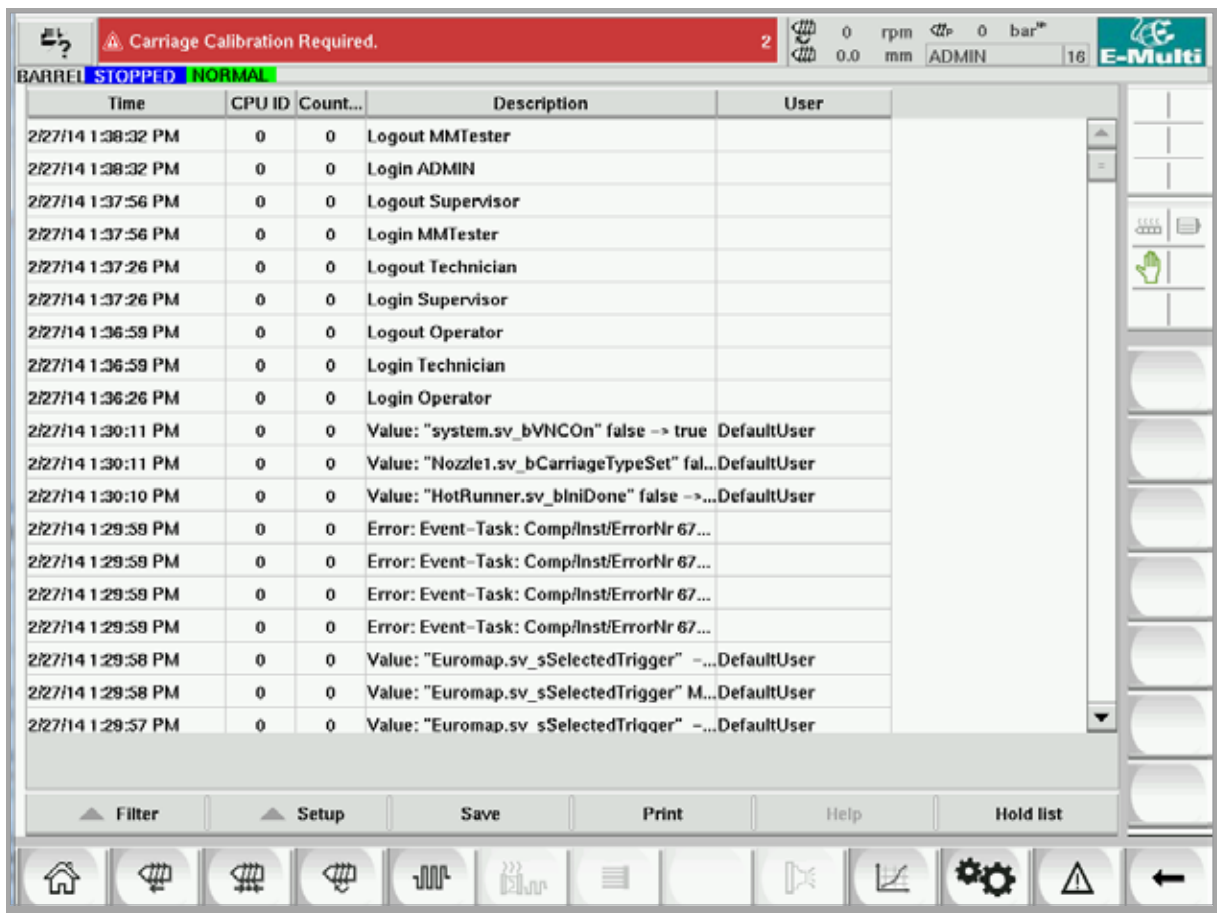 Carriage Calibration Required. 2
0 rpm 0 bar
0.0 mm ADMIN 16
E-Multi
BARREL STOPPED NORMAL
Time CPU ID Count... Description User
2/27/14 1:38:32 PM 0 0 Logout MMTester
2/27/14 1:38:32 PM 0 0 Login ADMIN
2/27/14 1:37:56 PM 0 0 Logout Supervisor
2/27/14 1:37:56 PM 0 0 Login MMTester
2/27/14 1:37:26 PM 0 0 Logout Technician
2/27/14 1:37:26 PM 0 0 Login Supervisor
2/27/14 1:36:59 PM 0 0 Logout Operator
2/27/14 1:36:59 PM 0 0 Login Technician
2/27/14 1:36:26 PM 0 0 Login Operator
2/27/14 1:30:11 PM 0 0 Value: "system.sv_bVNCOn" false -> true DefaultUser
2/27/14 1:30:11 PM 0 0 Value: "Nozzle1.sv_bCarriageTypeSet" fal... DefaultUser
2/27/14 1:30:10 PM 0 0 Value: "HotRunner.sv_bIniDone" false ->... DefaultUser
2/27/14 1:29:59 PM 0 0 Error: Event-Task: Comp/Inst/ErrorNr 67...
2/27/14 1:29:59 PM 0 0 Error: Event-Task: Comp/Inst/ErrorNr 67...
2/27/14 1:29:59 PM 0 0 Error: Event-Task: Comp/Inst/ErrorNr 67...
2/27/14 1:29:59 PM 0 0 Error: Event-Task: Comp/Inst/ErrorNr 67...
2/27/14 1:29:58 PM 0 0 Value: "Euromap.sv_sSelectedTrigger" -... DefaultUser
2/27/14 1:29:58 PM 0 0 Value: "Euromap.sv_sSelectedTrigger" M... DefaultUser
2/27/14 1:29:57 PM 0 0 Value: "Euromap.sv_sSelectedTrigger" -... DefaultUser
Filter Setup Save Print Help Hold list